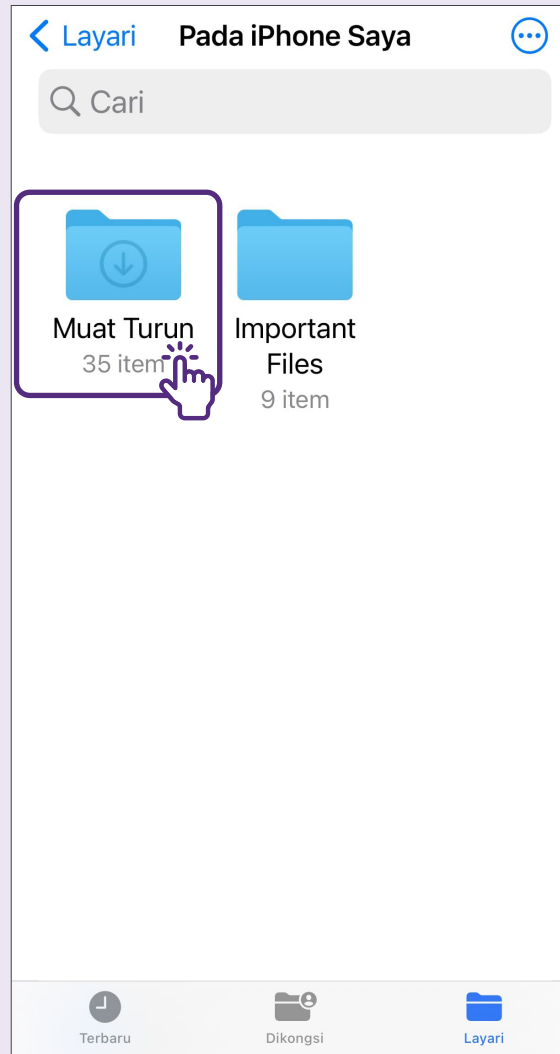 Layari
Pada iPhone Saya
Cari
Muat Turun
35 item
Important
Files
9 item
Terbaru
Dikongsi
Layari